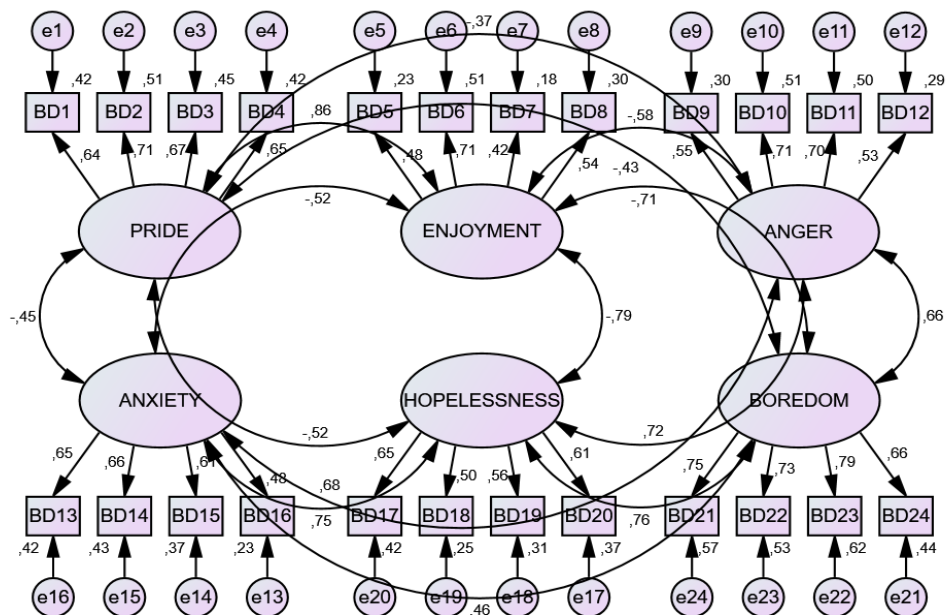 e1 e2 e3 e4 e5 e6 e7 e8 e9 e10 e11 e12
-,37
,42 ,51 ,45 ,42 ,23 ,51 ,18 ,30 ,30 ,51 ,50 ,29
BD1 BD2 BD3 BD4 BD5 BD6 BD7 BD8 BD9 BD10 BD11 BD12
,86 -,58
,64 ,71 ,67 ,65 ,48 ,71 ,42 ,54 -,43 ,55 ,71 ,70 ,53
-,52 -,71
PRIDE ENJOYMENT ANGER
-,45 -,79 ,66
ANXIETY HOPELESSNESS BOREDOM
-,52 ,72
,65 ,66 ,61 ,48 ,68 ,65 ,50 ,56 ,61 ,75 ,73 ,79 ,66
BD13 BD14 BD15 BD16 ,75 BD17 BD18 BD19 BD20 ,76 BD21 BD22 BD23 BD24
,42 ,43 ,37 ,23 ,42 ,25 ,31 ,37 ,57 ,53 ,62 ,44
e16 e15 e14 e13 e20 e19 e18 e17 e24 e23 e22 e21
,46